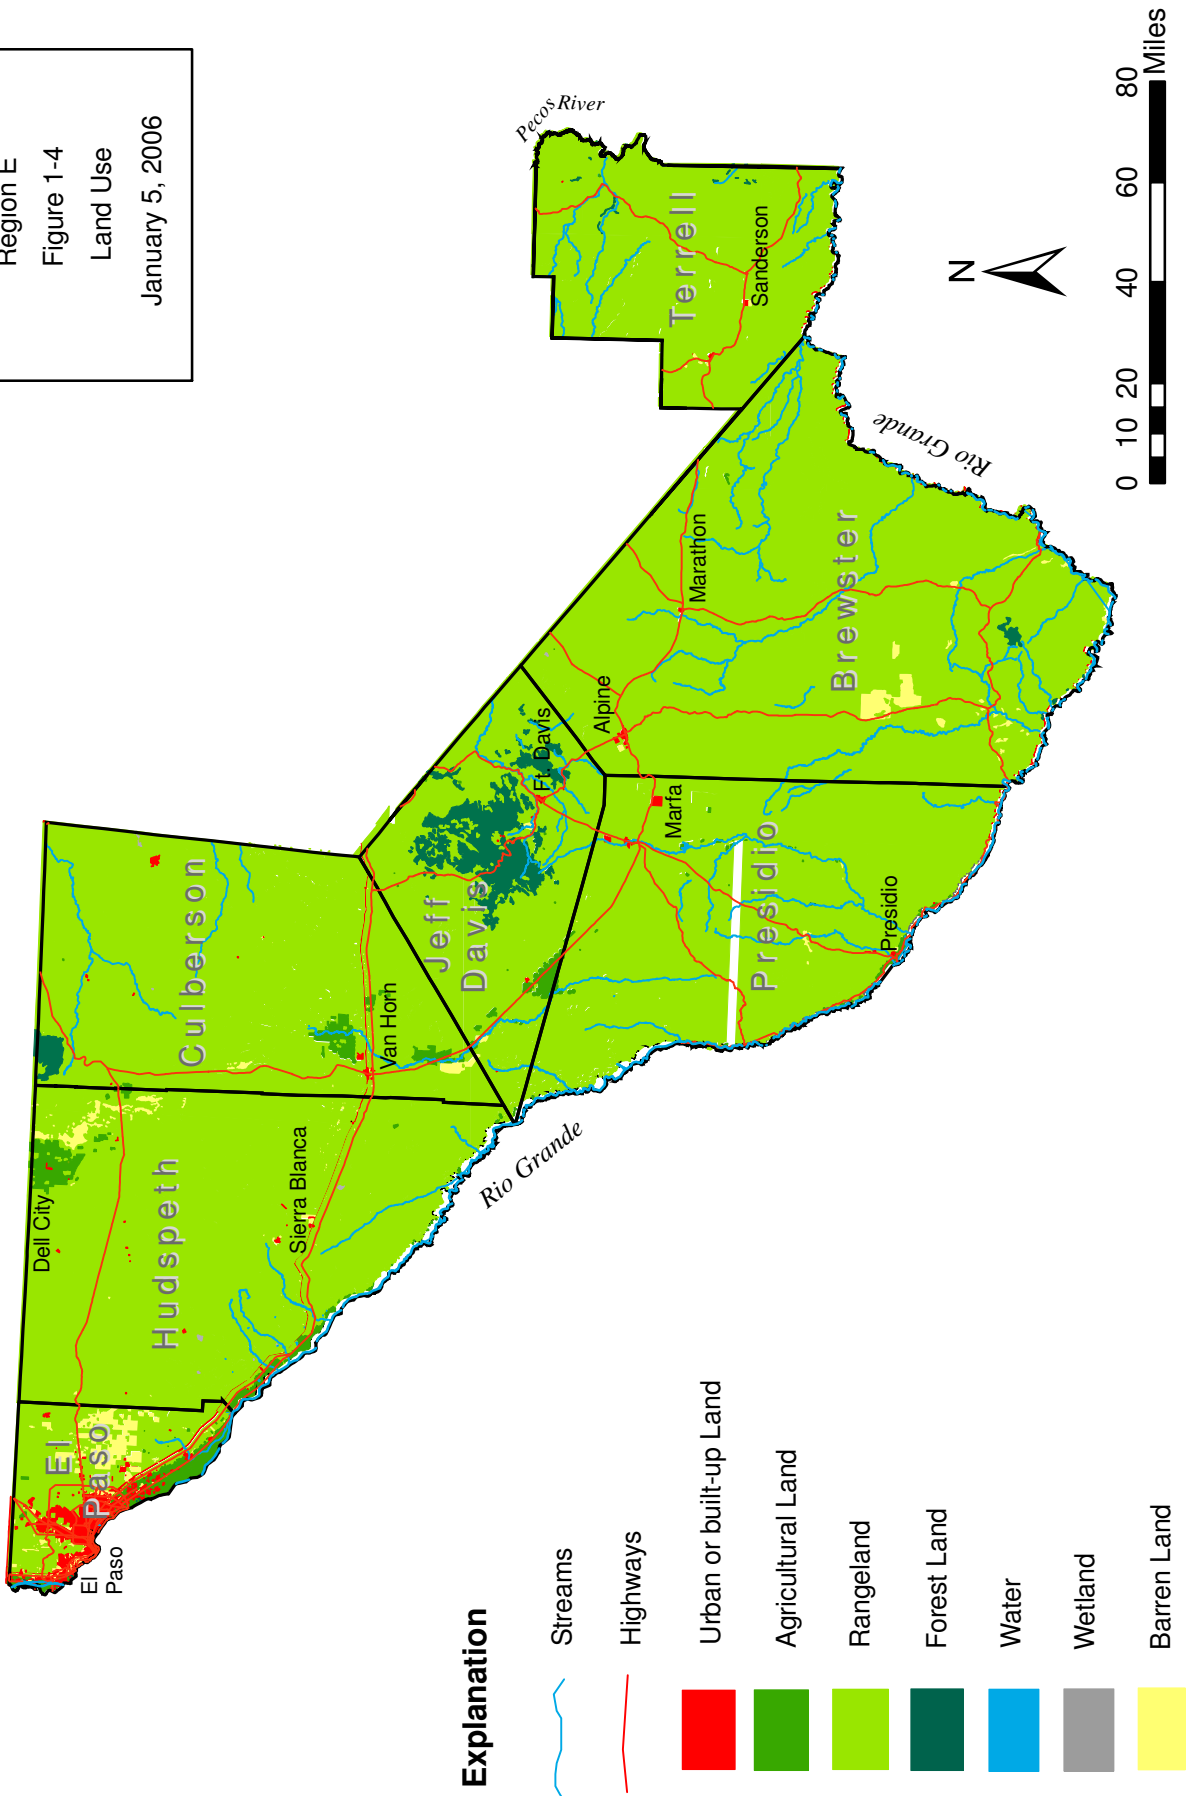 Region E
Figure 1-4
Land Use
January 5, 2006
El
Paso
El
Paso
Hudspeth
Dell City
Sierra Blanca
Culberson
Van Horn
Jeff
Davis
Ft. Davis
Rio Grande
Presidio
Marfa
Presidio
Brewster
Alpine
Marathon
Rio Grande
Terrell
Sanderson
Pecos River
N
0 10 20 40 60 80
Miles
Explanation
Streams
Highways
Urban or built-up Land
Agricultural Land
Rangeland
Forest Land
Water
Wetland
Barren Land